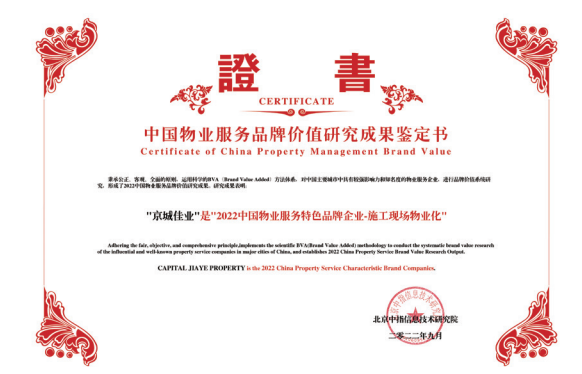 證 書
CERTIFICATE
中国物业服务品牌价值研究成果鉴定书
Certificate of China Property Management Brand Value
秉承公正、客观、全面的原则，运用科学的BVA（Brand Value Added）方法体系，对中国主要城市中具有较强影响力和知名度的物业服务企业，进行品牌价值系统研
究，形成了2022中国物业服务品牌价值研究成果。研究成果表明：
"京城佳业"是"2022中国物业服务特色品牌企业-施工现场物业化"
Adhering the fair, objective, and comprehensive principle,implements the scientific BVA(Brand Value Added) methodology to conduct the systematic brand value research
of the influential and well-known property service companies in major cities of China, and establishes 2022 China Property Service Brand Value Research Output.
CAPITAL JIAYE PROPERTY is the 2022 China Property Service Characteristic Brand Companies.
北京中指信息技术研究院
二零二二年九月